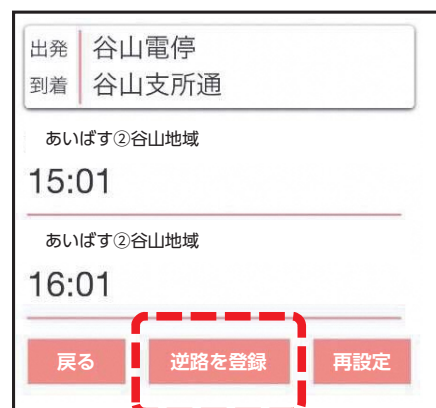 出発 谷山電停
到着 谷山支所通
あいばす②谷山地域
15:01
あいばす②谷山地域
16:01
戻る 逆路を登録 再設定